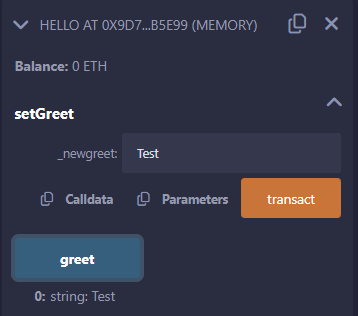 HELLO AT 0X9D7...B5E99 (MEMORY)
Balance: 0 ETH
setGreet
_newgreet: Test
Calldata Parameters transact
greet
0: string: Test